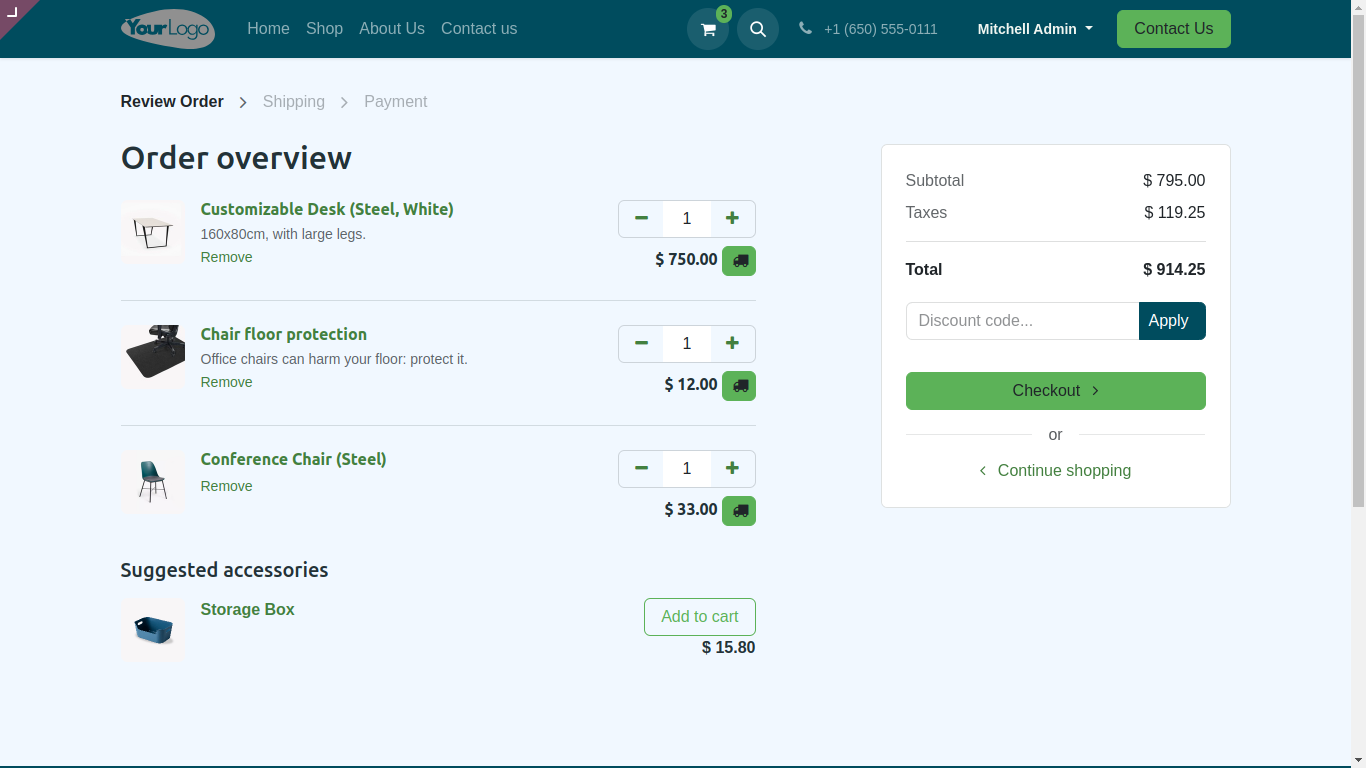 YourLogo
Home Shop About Us Contact us
3
+1 (650) 555-0111
Mitchell Admin
Contact Us
Review Order > Shipping > Payment
Order overview
Customizable Desk (Steel, White)
160x80cm, with large legs.
Remove
1
$ 750.00
Chair floor protection
Office chairs can harm your floor: protect it.
Remove
1
$ 12.00
Conference Chair (Steel)
Remove
1
$ 33.00
Suggested accessories
Storage Box
Add to cart
$ 15.80
Subtotal $ 795.00
Taxes $ 119.25
Total $ 914.25
Discount code... Apply
Checkout >
or
< Continue shopping